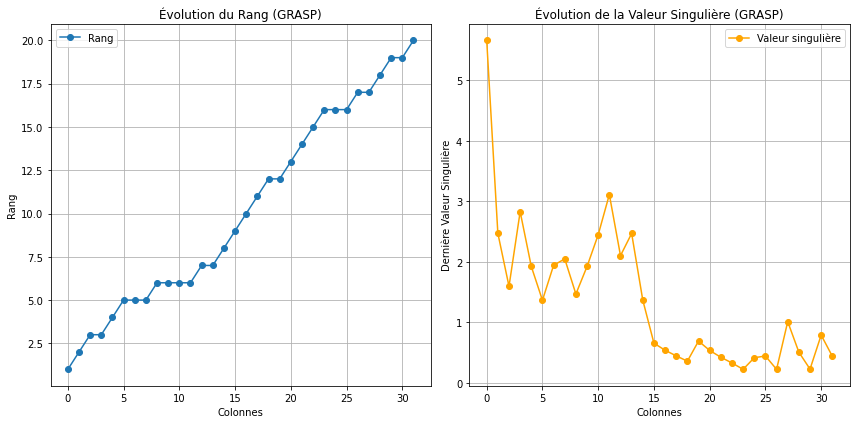 Évolution du Rang (GRASP)
Rang
20.0
17.5
15.0
12.5
10.0
7.5
5.0
2.5
Rang
0 5 10 15 20 25 30
Colonnes
Évolution de la Valeur Singulière (GRASP)
Valeur singulière
5
4
3
2
1
0
Dernière Valeur Singulière
0 5 10 15 20 25 30
Colonnes